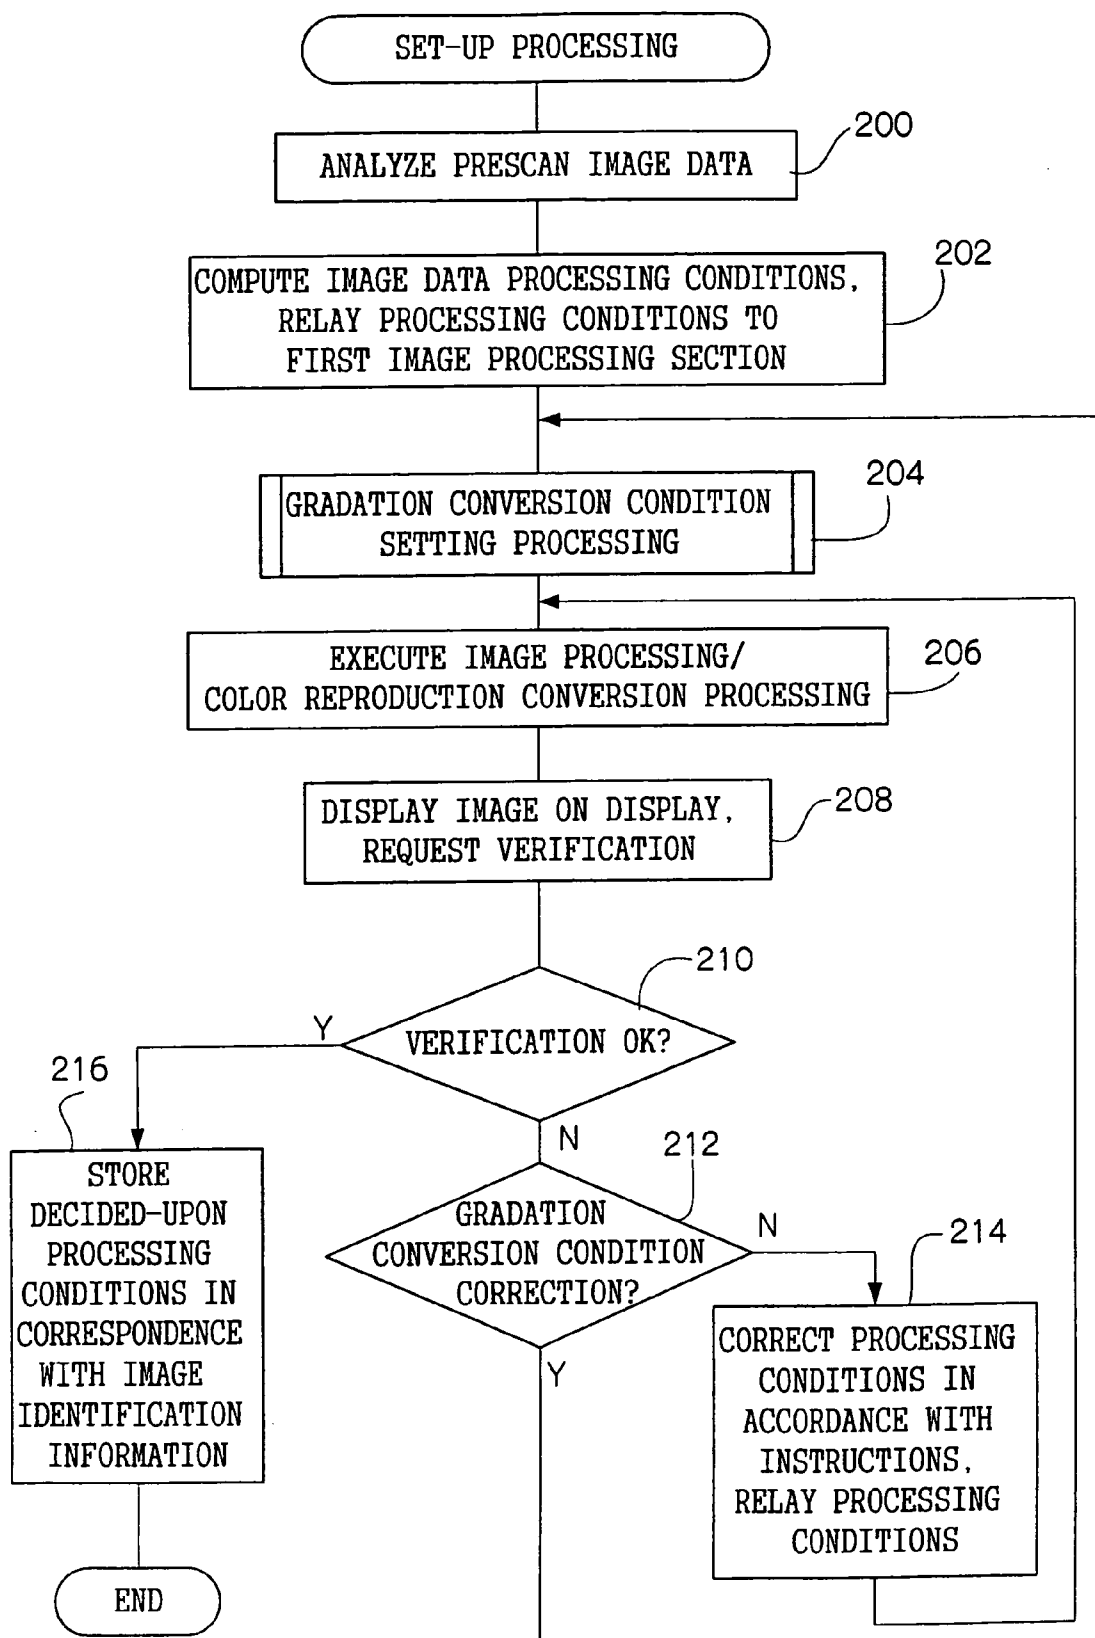 SET-UP PROCESSING
200
ANALYZE PRESCAN IMAGE DATA
202
COMPUTE IMAGE DATA PROCESSING CONDITIONS,
RELAY PROCESSING CONDITIONS TO
FIRST IMAGE PROCESSING SECTION
204
GRADATION CONVERSION CONDITION
SETTING PROCESSING
206
EXECUTE IMAGE PROCESSING/
COLOR REPRODUCTION CONVERSION PROCESSING
208
DISPLAY IMAGE ON DISPLAY,
REQUEST VERIFICATION
210
VERIFICATION OK?
Y
N
216
STORE
DECIDED-UPON
PROCESSING
CONDITIONS IN
CORRESPONDENCE
WITH IMAGE
IDENTIFICATION
INFORMATION
END
212
GRADATION
CONVERSION CONDITION
CORRECTION?
N
Y
214
CORRECT PROCESSING
CONDITIONS IN
ACCORDANCE WITH
INSTRUCTIONS,
RELAY PROCESSING
CONDITIONS